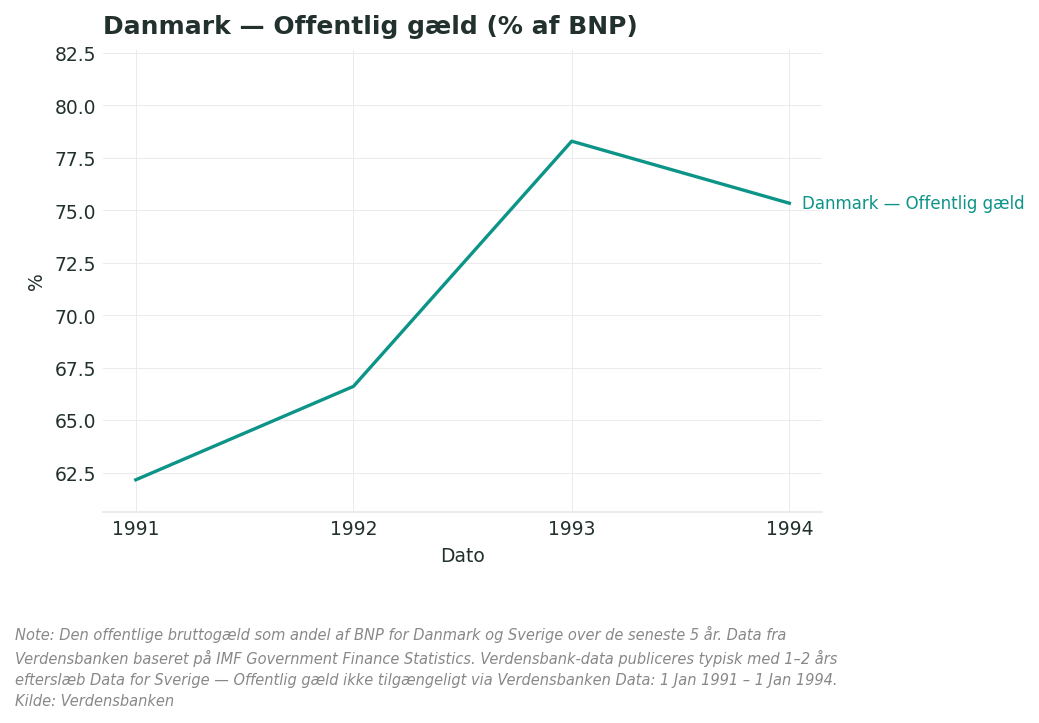 Danmark — Offentlig gæld (% af BNP)
82.5
80.0
77.5
75.0
72.5
70.0
67.5
65.0
62.5
%
Danmark — Offentlig gæld
1991 1992 1993 1994
Dato
Note: Den offentlige bruttogæld som andel af BNP for Danmark og Sverige over de seneste 5 år. Data fra
Verdensbanken baseret på IMF Government Finance Statistics. Verdensbank-data publiceres typisk med 1–2 års
efterslæb Data for Sverige — Offentlig gæld ikke tilgængeligt via Verdensbanken Data: 1 Jan 1991 – 1 Jan 1994.
Kilde: Verdensbanken